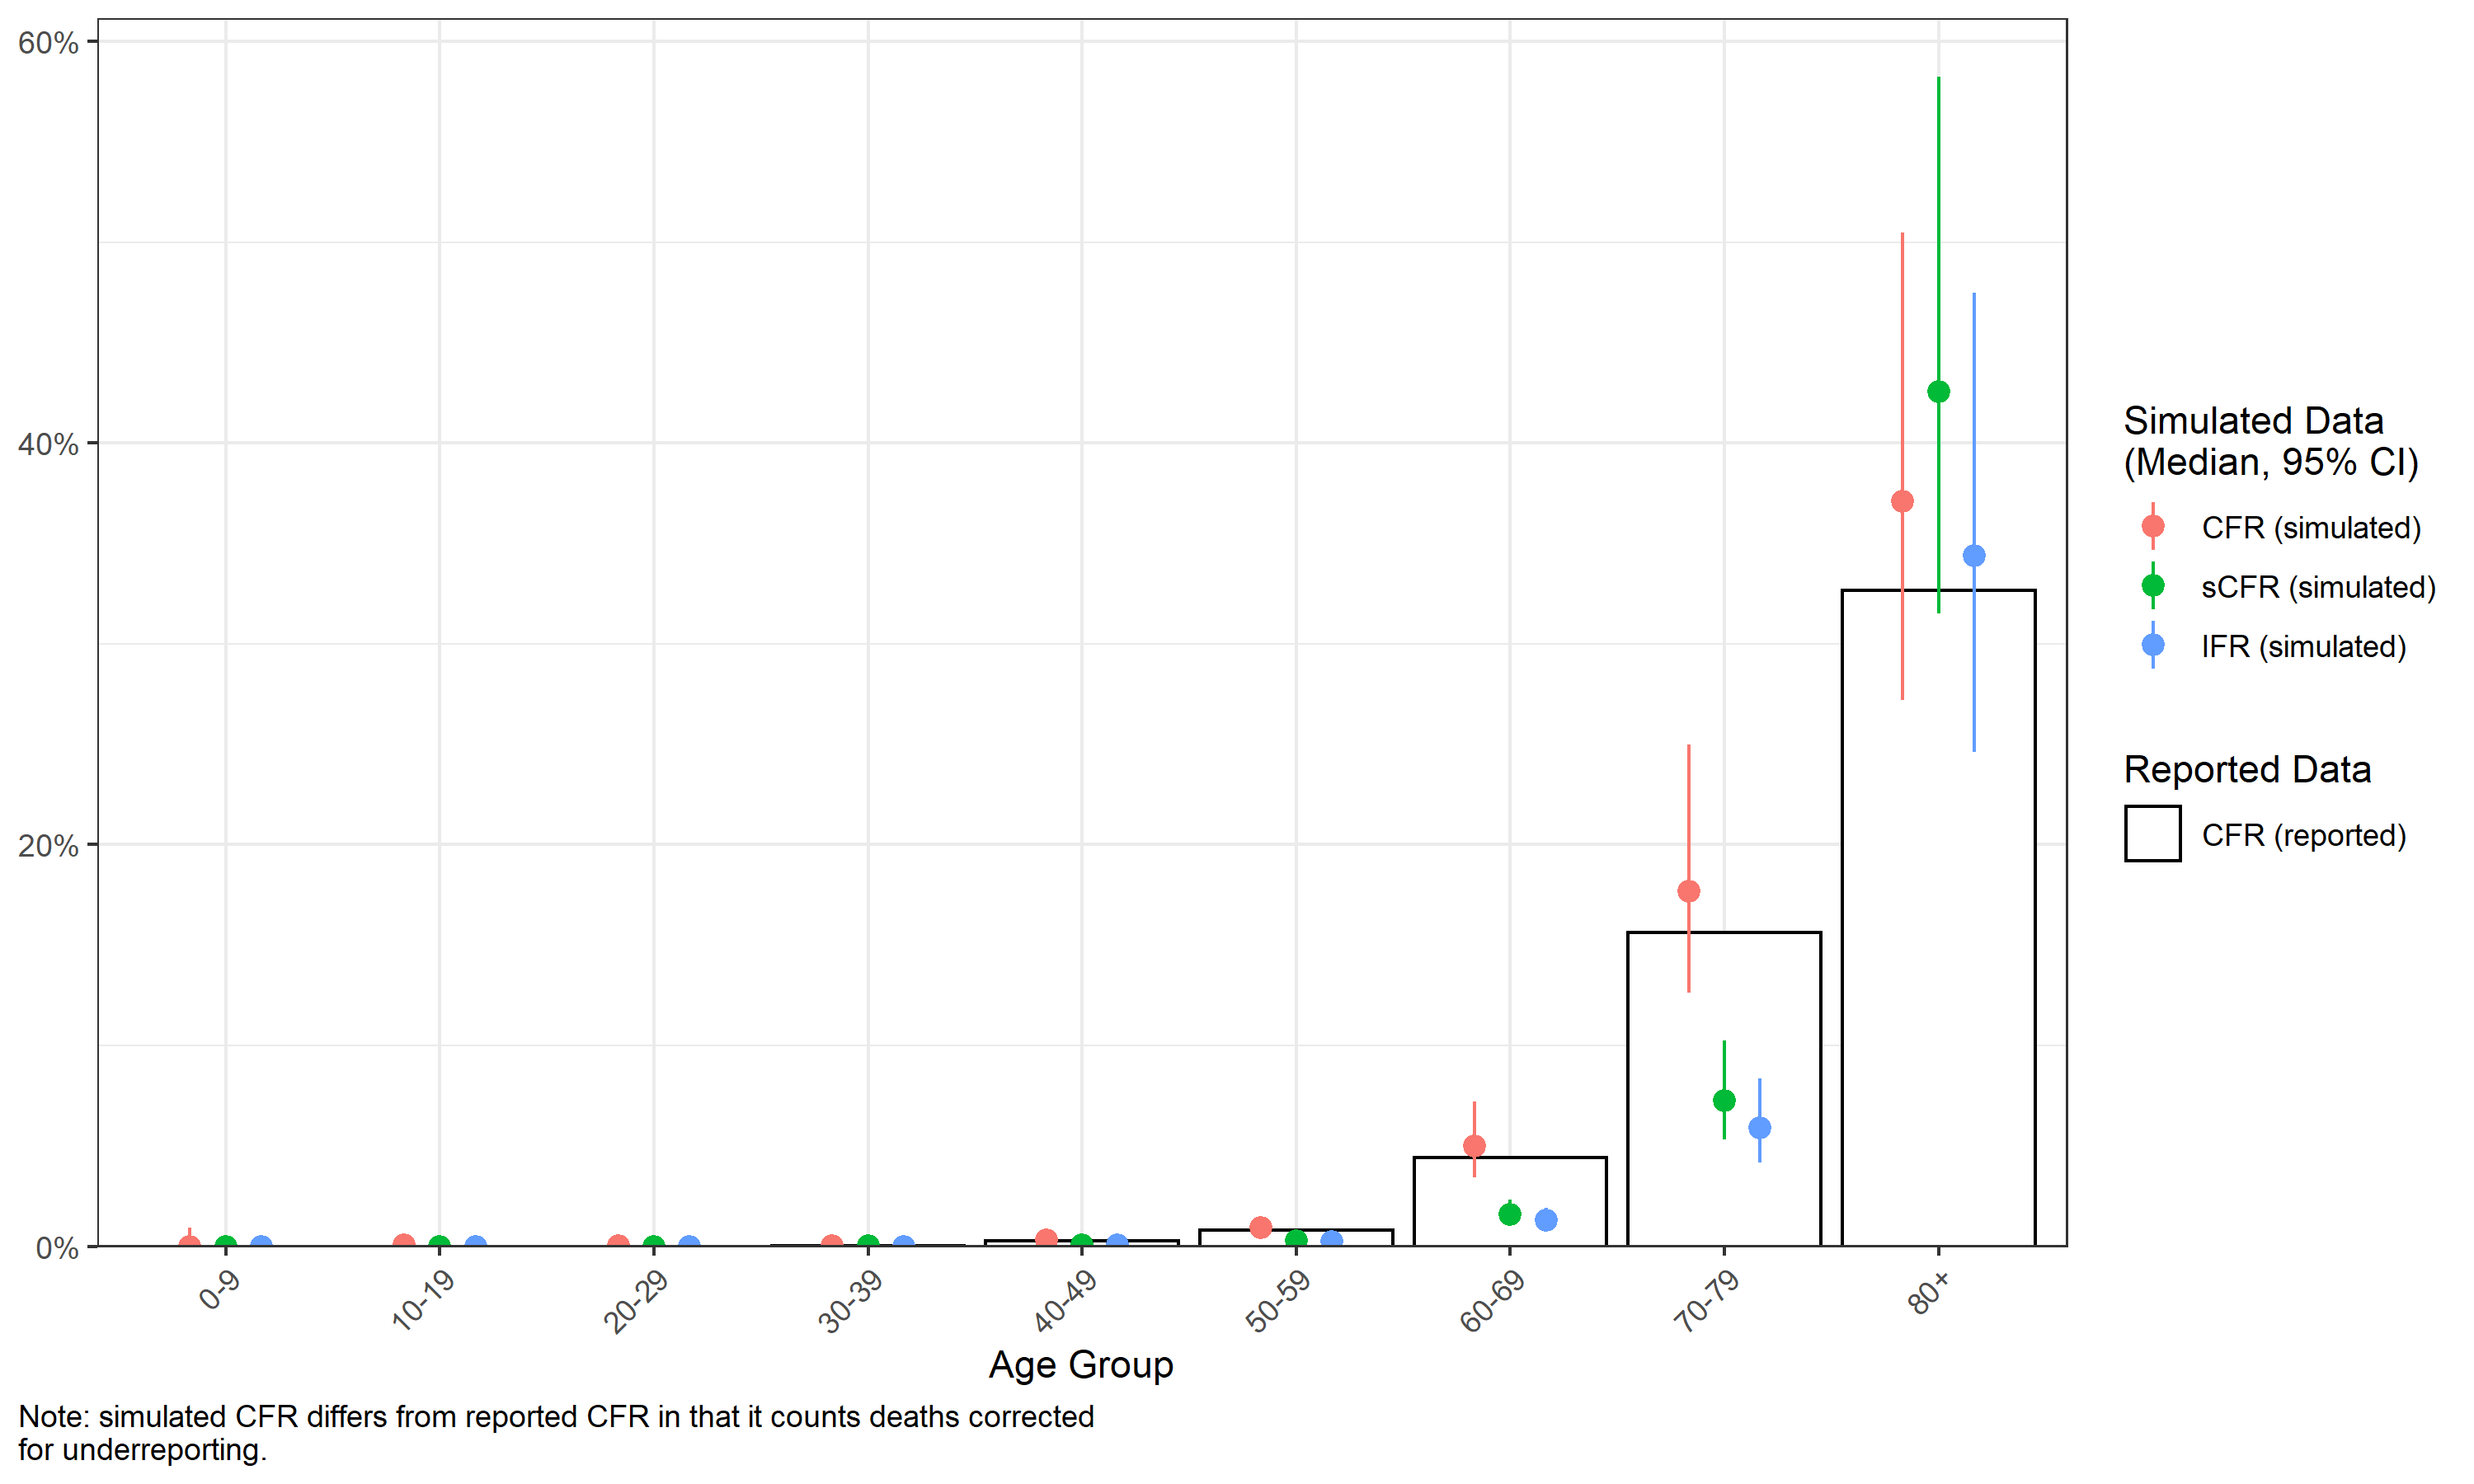 60%
40%
20%
0%
0-9
10-19
20-29
30-39
40-49
50-59
60-69
70-79
80+
Age Group
Simulated Data
(Median, 95% CI)
CFR (simulated)
sCFR (simulated)
IFR (simulated)
Reported Data
CFR (reported)
Note: simulated CFR differs from reported CFR in that it counts deaths corrected
for underreporting.